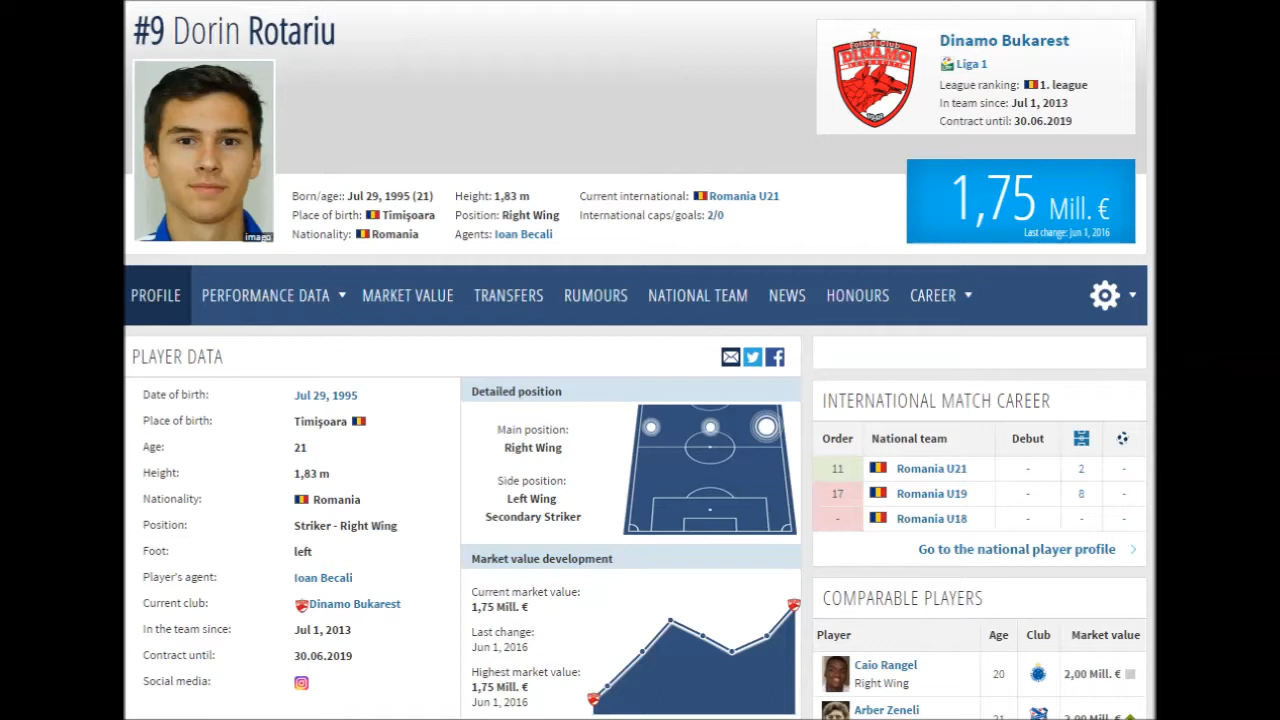 #9 Dorin Rotariu
Dinamo Bukarest
Liga 1
League ranking: 1. league
In team since: Jul 1, 2013
Contract until: 30.06.2019
Fotbal Club
DINAMO
imago
Born/age:: Jul 29, 1995 (21)
Place of birth: Timişoara
Nationality: Romania
Height: 1,83 m
Position: Right Wing
Agents: Ioan Becali
Current international: Romania U21
International caps/goals: 2/0
1,75 Mill. €
Last change: Jun 1, 2016
PROFILE PERFORMANCE DATA MARKET VALUE TRANSFERS RUMOURS NATIONAL TEAM NEWS HONOURS CAREER
PLAYER DATA
Date of birth: Jul 29, 1995
Place of birth: Timişoara
Age: 21
Height: 1,83 m
Nationality: Romania
Position: Striker - Right Wing
Foot: left
Player's agent: Ioan Becali
Current club: Dinamo Bukarest
In the team since: Jul 1, 2013
Contract until: 30.06.2019
Social media:
Detailed position
Main position:
Right Wing
Side position:
Left Wing
Secondary Striker
Market value development
Current market value:
1,75 Mill. €
Last change:
Jun 1, 2016
Highest market value:
1,75 Mill. €
Jun 1, 2016
INTERNATIONAL MATCH CAREER
Order National team Debut
11 Romania U21 - 2 -
17 Romania U19 - 8 -
- Romania U18 - - -
Go to the national player profile
COMPARABLE PLAYERS
Player Age Club Market value
Caio Rangel
Right Wing
20 2,00 Mill. €
Arber Zeneli
21 2,00 Mill. €